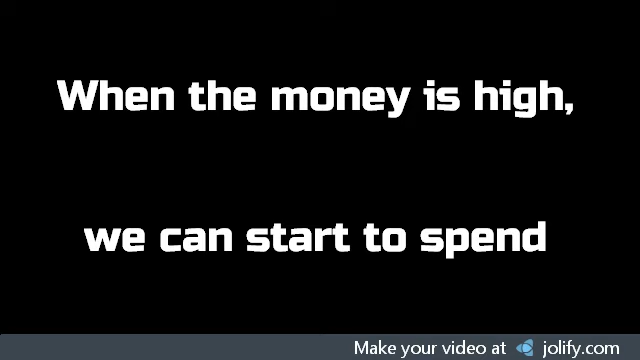 When the money is high,
we can start to spend
Make your video at jolify.com